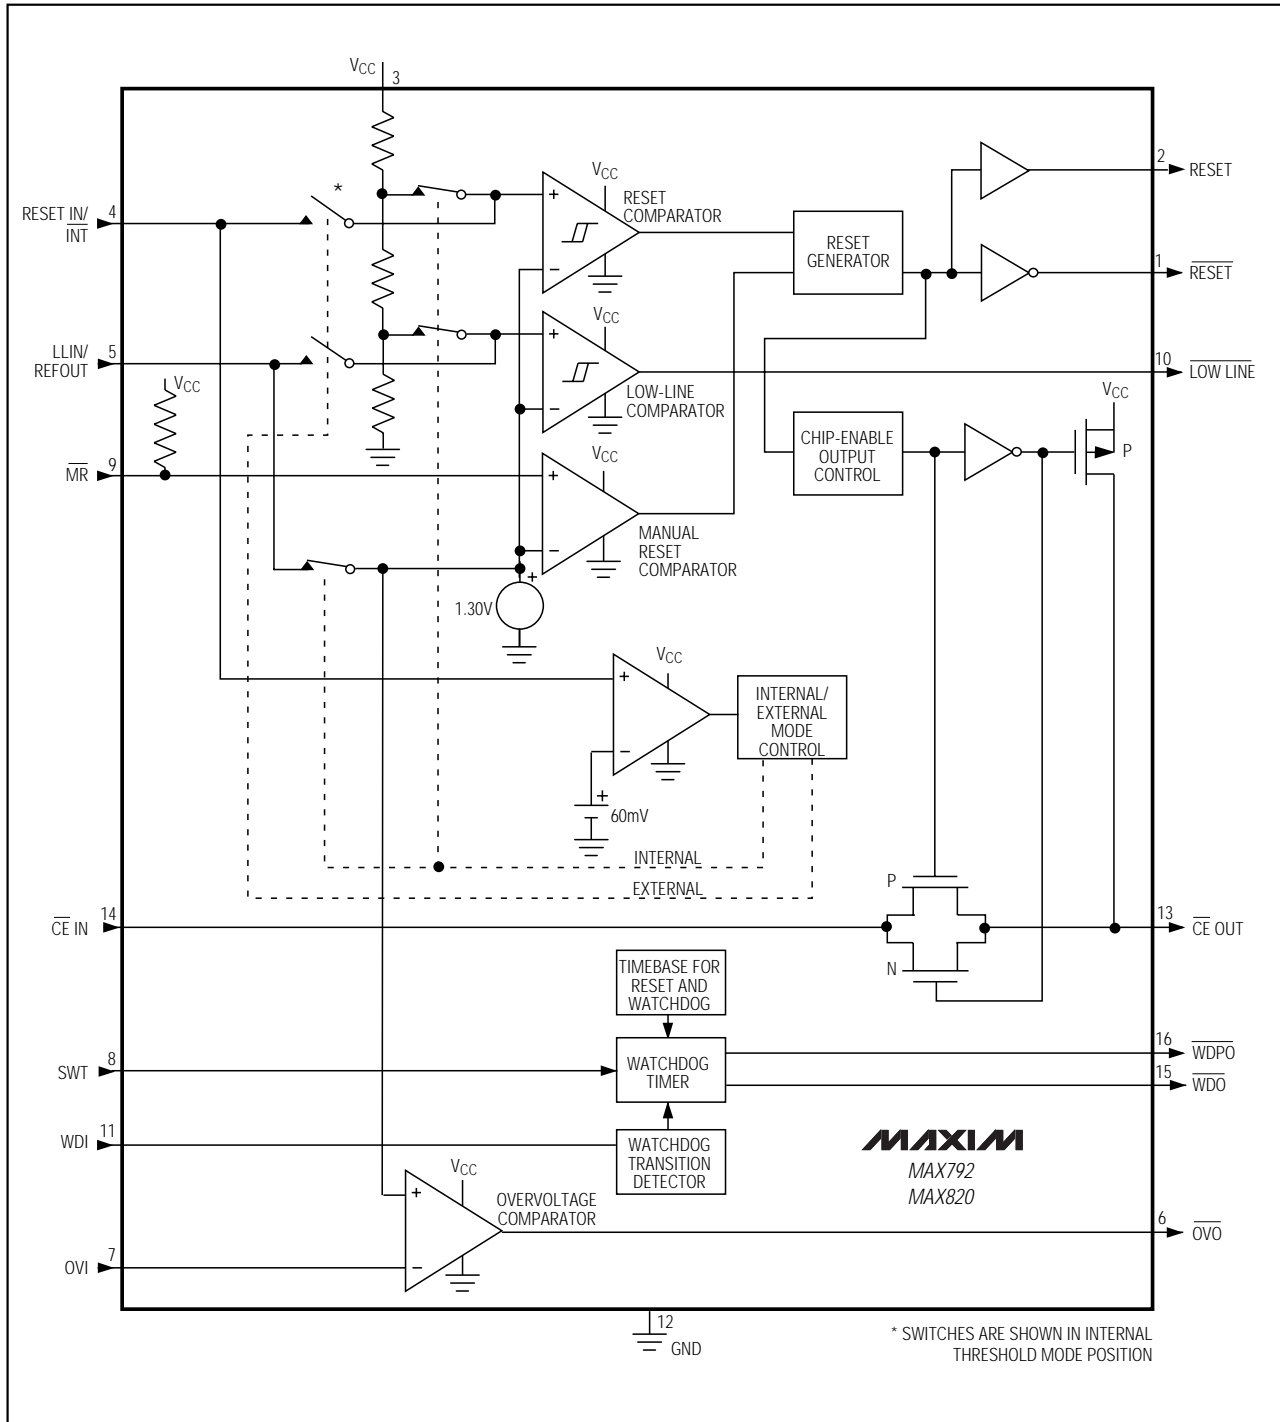 VCC
3
*
VCC
RESET
COMPARATOR
2
RESET
RESET IN/
INT
4
RESET
GENERATOR
1
RESET
+
−
VCC
LLIN/
REFOUT
5
+
−
LOW-LINE
COMPARATOR
10
LOW LINE
VCC
VCC
MR
9
CHIP-ENABLE
OUTPUT
CONTROL
P
VCC
+
−
MANUAL
RESET
COMPARATOR
+
1.30V
VCC
+
−
INTERNAL/
EXTERNAL
MODE
CONTROL
+
60mV
INTERNAL
EXTERNAL
P
CE IN
14
13
CE OUT
N
TIMEBASE FOR
RESET AND
WATCHDOG
SWT
8
WATCHDOG
TIMER
16
WDPO
15
WDO
WDI
11
WATCHDOG
TRANSITION
DETECTOR
MAXIM
MAX792
MAX820
VCC
+
−
OVERVOLTAGE
COMPARATOR
6
OVO
OVI
7
12
GND
* SWITCHES ARE SHOWN IN INTERNAL
THRESHOLD MODE POSITION